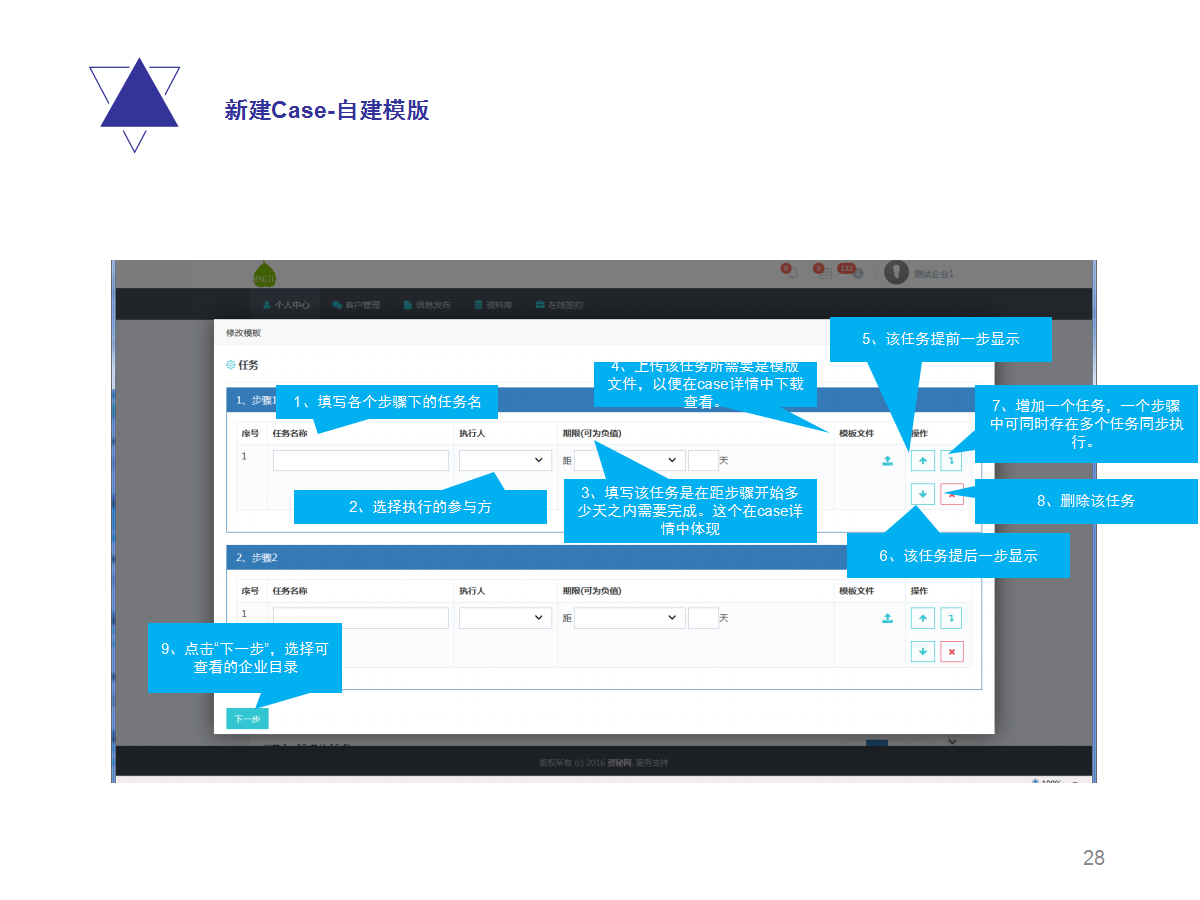 新建Case-自建模版
MAGIC
0
0
132
测试企业1
个人中心
客户管理
信息发布
资料库
在线签约
修改模板
任务
5、该任务提前一步显示
4、上传该任务所需要是模版
文件，以便在case详情中下载
查看。
1、步骤1
1、填写各个步骤下的任务名
7、增加一个任务，一个步骤
中可同时存在多个任务同步执
行。
序号
任务名称
执行人
期限(可为负值)
模板文件
操作
1
距
天
2、选择执行的参与方
3、填写该任务是在距步骤开始多
少天之内需要完成。这个在case详
情中体现
8、删除该任务
6、该任务提后一步显示
2、步骤2
序号
任务名称
执行人
期限(可为负值)
模板文件
操作
1
距
天
9、点击“下一步”，选择可
查看的企业目录
下一步
版权所有 (c) 2016 资秘网. 服务支持
100%
28